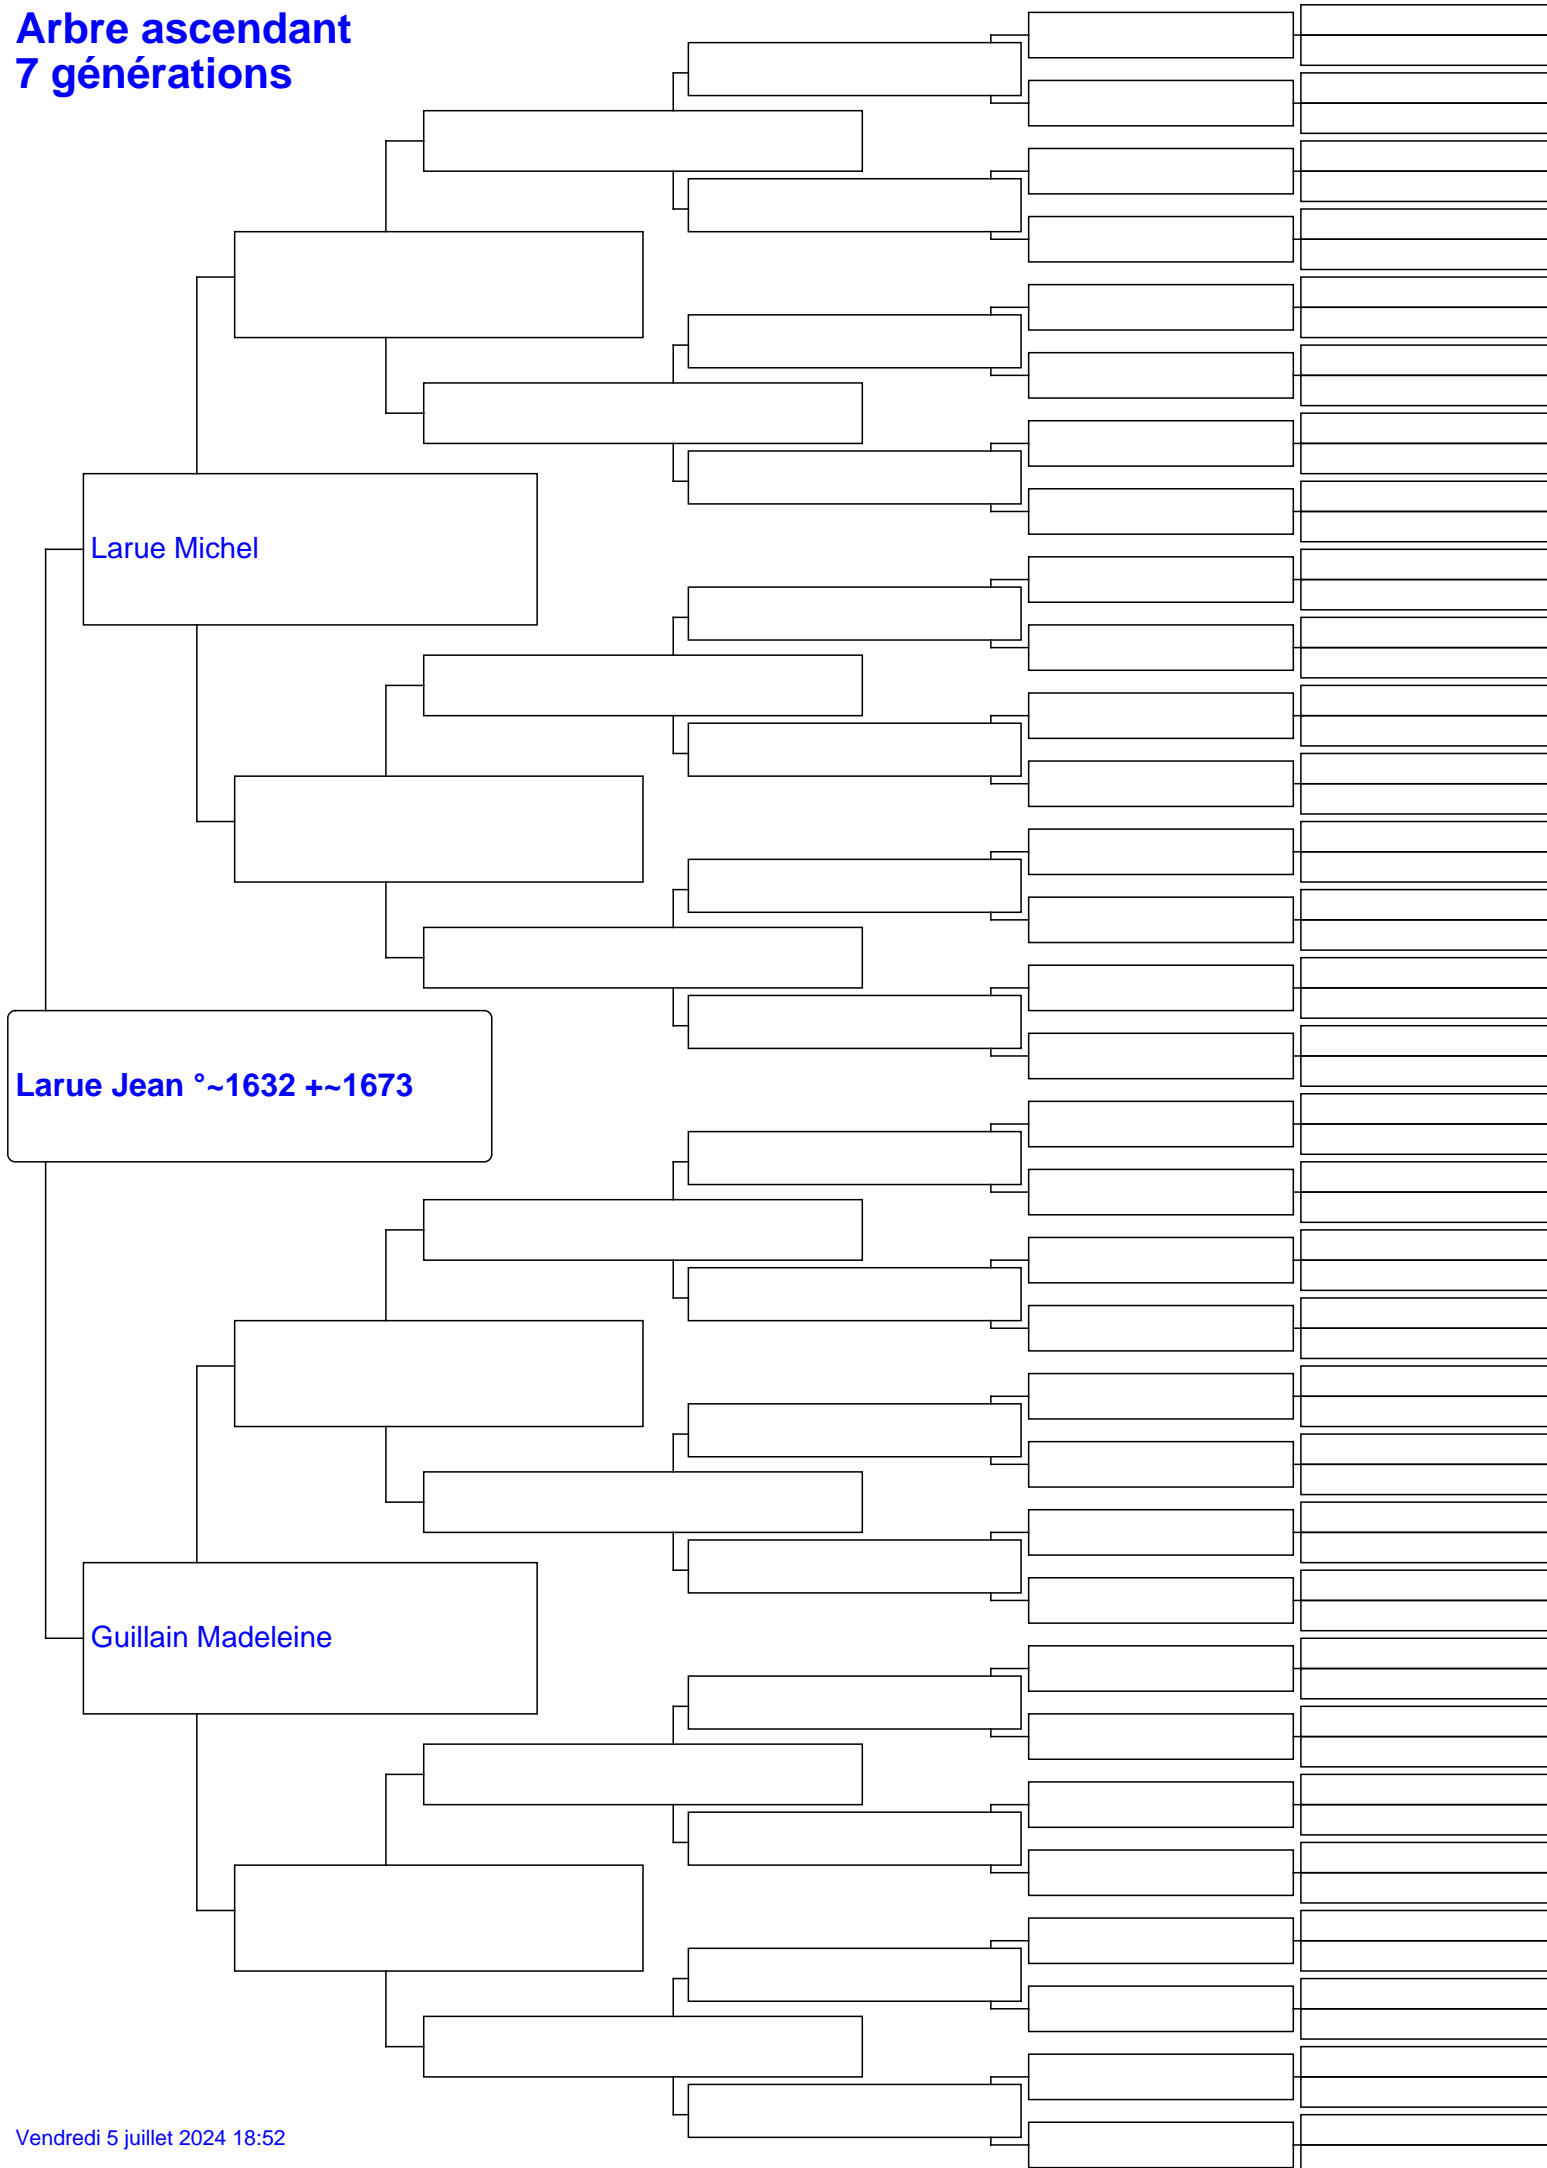 Arbre ascendant
7 générations
Larue Michel
Larue Jean °~1632 +~1673
Guillain Madeleine
Vendredi 5 juillet 2024 18:52